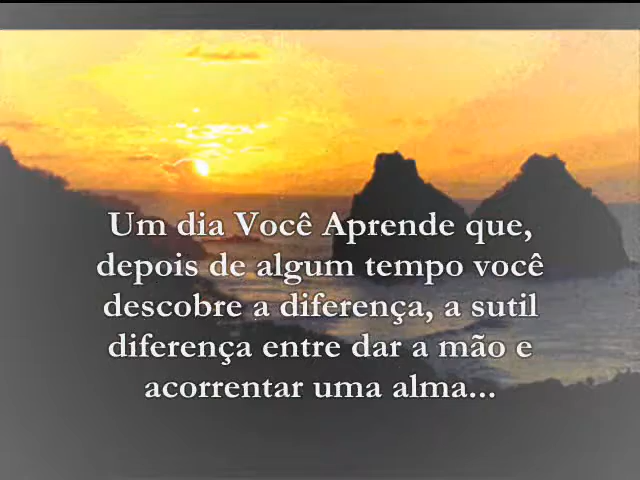 Um dia Você Aprende que,
depois de algum tempo você
descobre a diferença, a sutil
diferença entre dar a mão e
acorrentar uma alma...